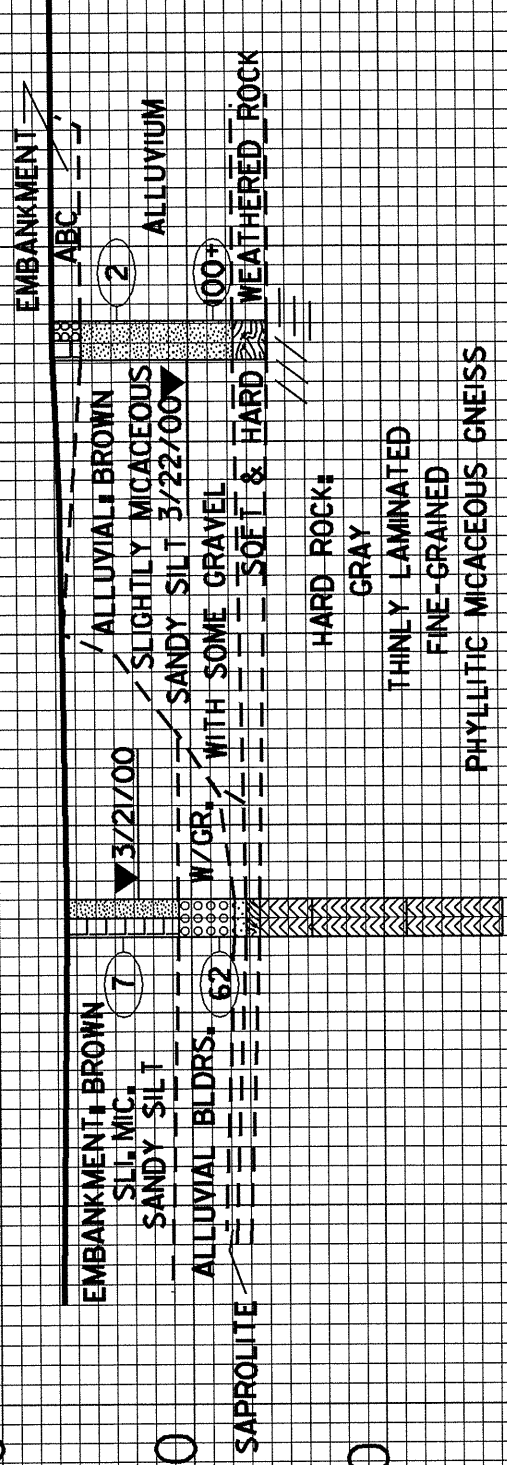 EMBANKMENT
ABC
2
ALLUVIUM
100+
WEATHERED ROCK
ALLUVIAL: BROWN
SLIGHTLY MICACEOUS
SANDY SILT 3/22/00
WITH SOME GRAVEL
SOFT & HARD
HARD ROCK:
GRAY
THINLY LAMINATED
FINE-GRAINED
PHYLLITIC MICACEOUS GNEISS
3/21/00
W/GR.
7
62
EMBANKMENT: BROWN
SLI. MIC.
SANDY SILT
ALLUVIAL BLDRS.
SAPROLITE
0
0